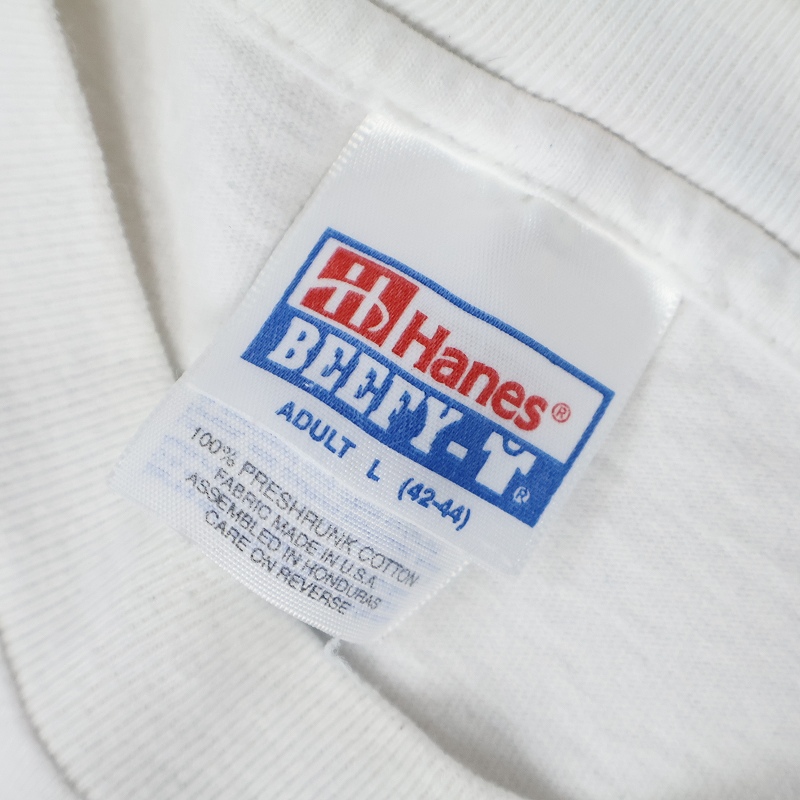 Hanes®
BEEFY-T®
ADULT L (42-44)
100% PRESHRUNK COTTON
FABRIC MADE IN U.S.A.
ASSEMBLED IN HONDURAS
CARE ON REVERSE